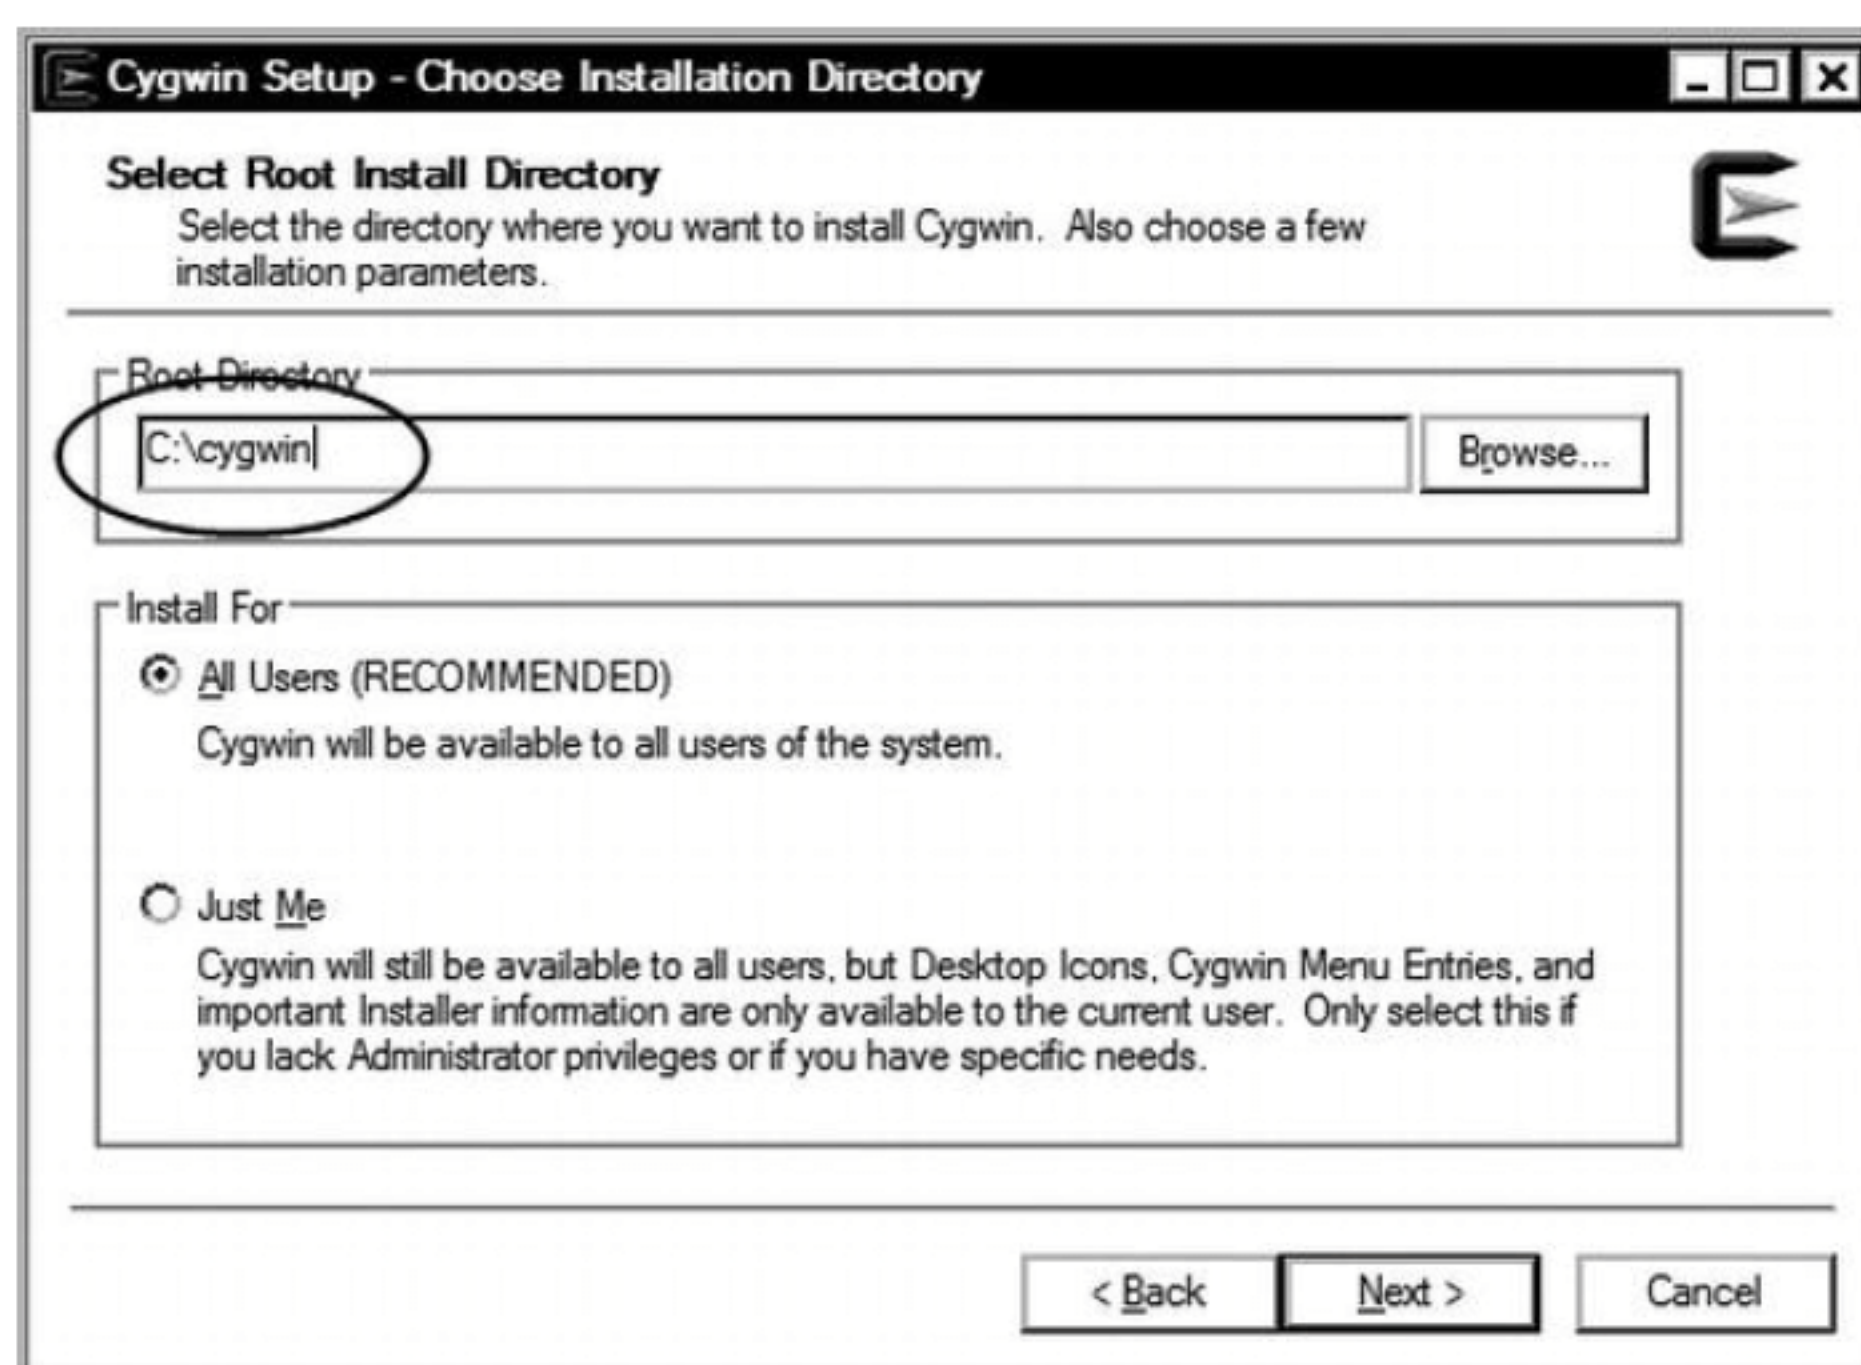 Cygwin Setup - Choose Installation Directory
Select Root Install Directory
Select the directory where you want to install Cygwin. Also choose a few
installation parameters.
Root Directory
C:\cygwin
Browse...
Install For
All Users (RECOMMENDED)
Cygwin will be available to all users of the system.
Just Me
Cygwin will still be available to all users, but Desktop Icons, Cygwin Menu Entries, and
important Installer information are only available to the current user. Only select this if
you lack Administrator privileges or if you have specific needs.
< Back
Next >
Cancel